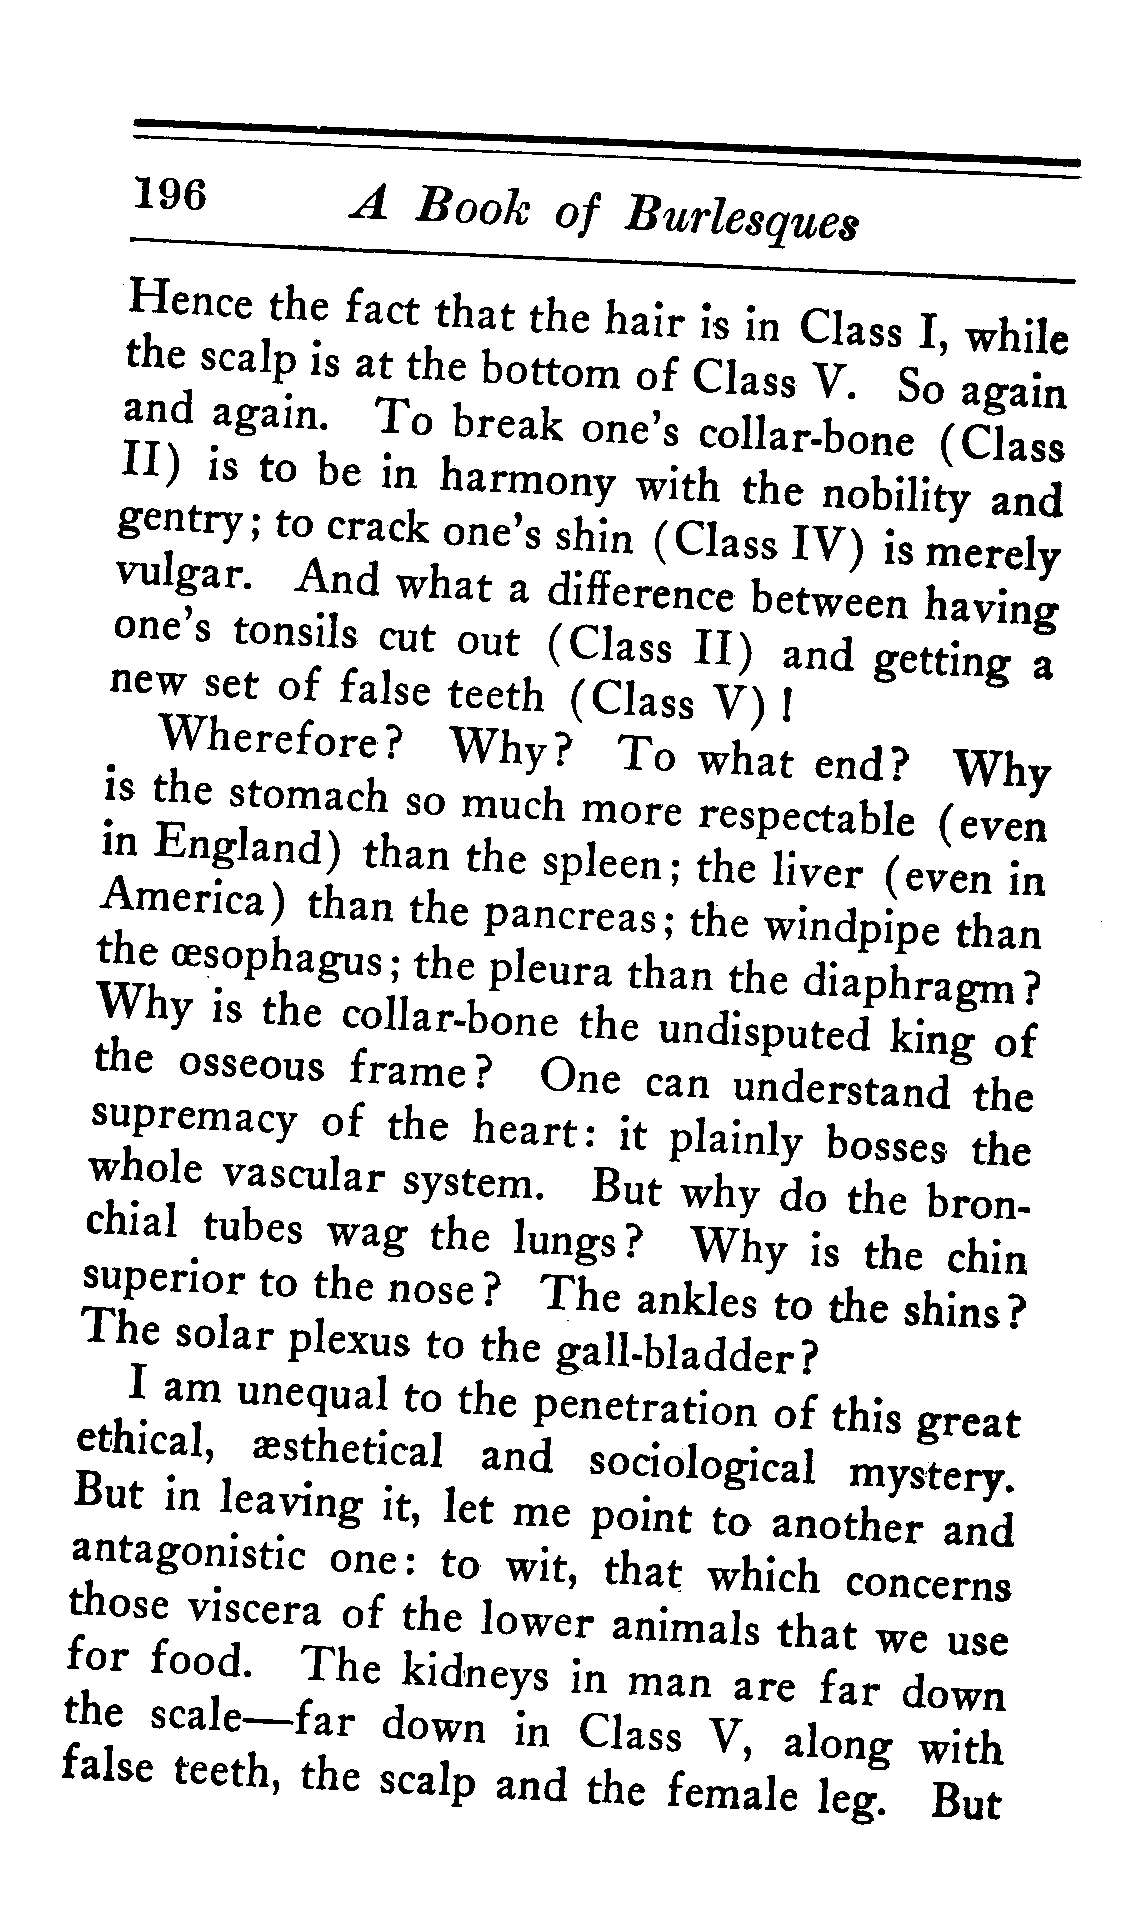 196 A Book of Burlesques
Hence the fact that the hair is in Class I, while
the scalp is at the bottom of Class V. So again
and again. To break one's collar-bone (Class
II) is to be in harmony with the nobility and
gentry; to crack one's shin (Class IV) is merely
vulgar. And what a difference between having
one's tonsils cut out (Class II) and getting a
new set of false teeth (Class V)!
Wherefore? Why? To what end? Why
is the stomach so much more respectable (even
in England) than the spleen; the liver (even in
America) than the pancreas; the windpipe than
the œsophagus; the pleura than the diaphragm?
Why is the collar-bone the undisputed king of
the osseous frame? One can understand the
supremacy of the heart: it plainly bosses the
whole vascular system. But why do the bron-
chial tubes wag the lungs? Why is the chin
superior to the nose? The ankles to the shins?
The solar plexus to the gall-bladder?
I am unequal to the penetration of this great
ethical, æsthetical and sociological mystery.
But in leaving it, let me point to another and
antagonistic one: to wit, that which concerns
those viscera of the lower animals that we use
for food. The kidneys in man are far down
the scale—far down in Class V, along with
false teeth, the scalp and the female leg. But